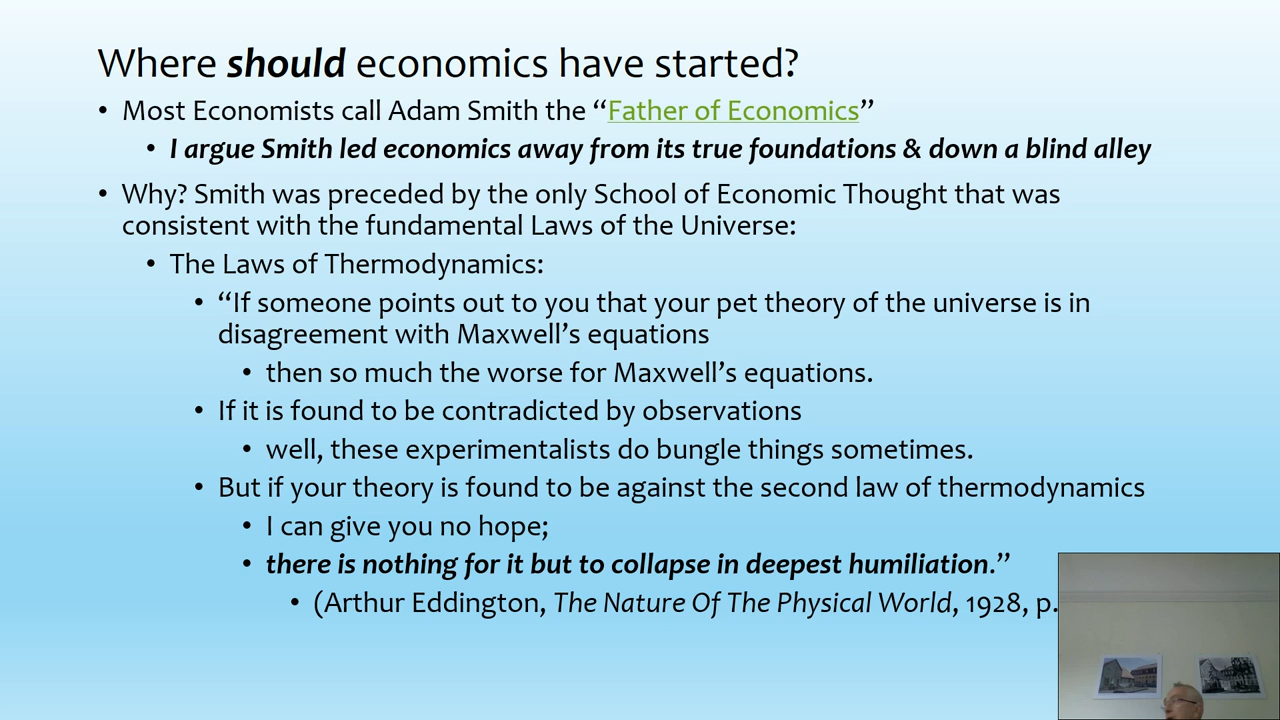 Where should economics have started?
• Most Economists call Adam Smith the “Father of Economics”
• I argue Smith led economics away from its true foundations & down a blind alley
• Why? Smith was preceded by the only School of Economic Thought that was
consistent with the fundamental Laws of the Universe:
• The Laws of Thermodynamics:
• “If someone points out to you that your pet theory of the universe is in
disagreement with Maxwell’s equations
• then so much the worse for Maxwell’s equations.
• If it is found to be contradicted by observations
• well, these experimentalists do bungle things sometimes.
• But if your theory is found to be against the second law of thermodynamics
• I can give you no hope;
• there is nothing for it but to collapse in deepest humiliation.”
• (Arthur Eddington, The Nature Of The Physical World, 1928, p.